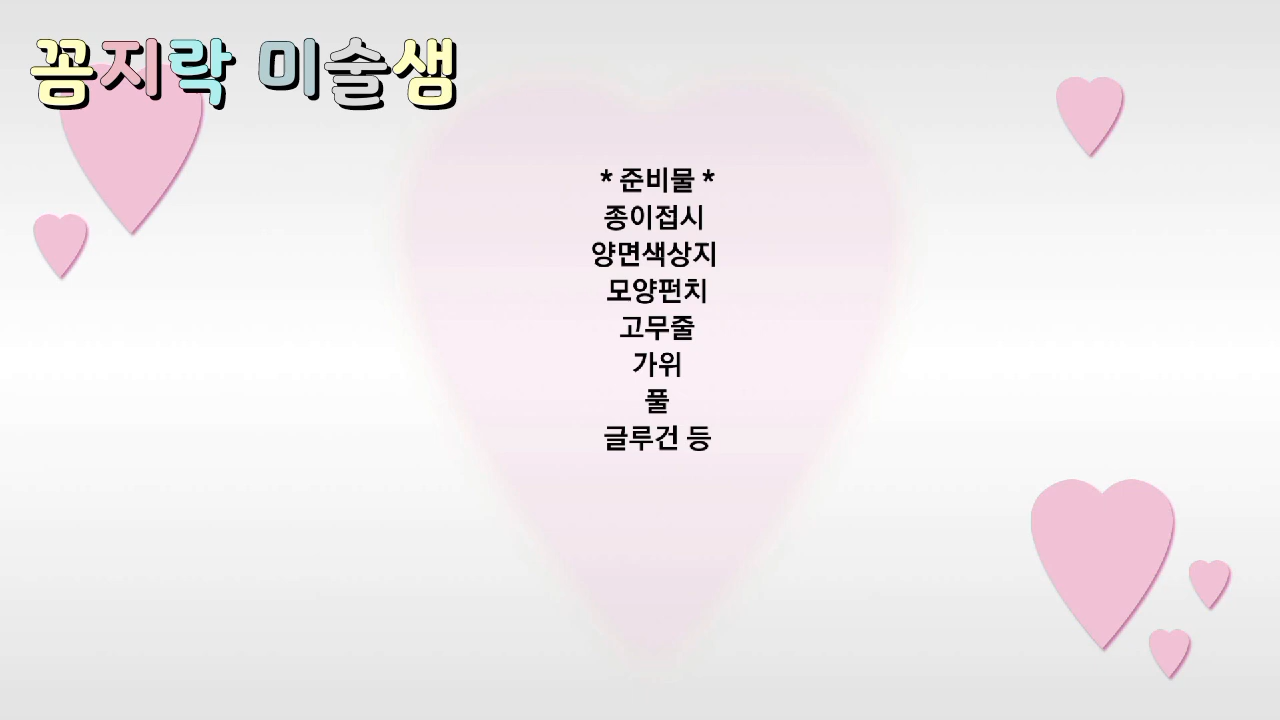 꼼지락 미술샘
* 준비물 *
종이접시
양면색상지
모양펀치
고무줄
가위
풀
글루건 등